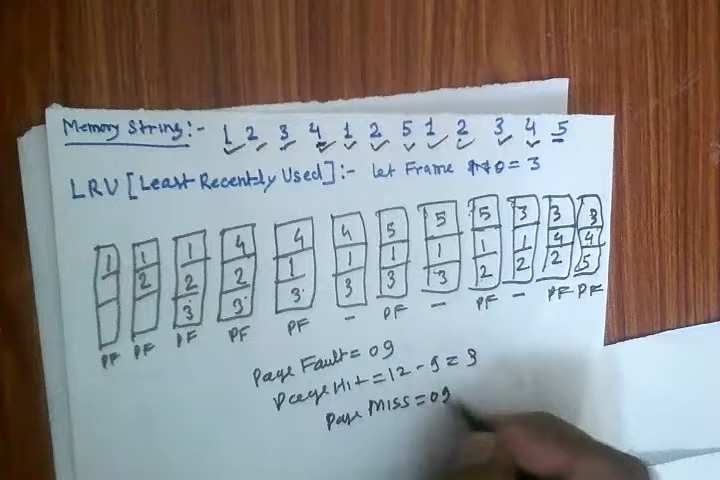 Memory String:- 1 2 3 4 1 2 5 1 2 3 4 5
LRU [Least Recently Used]:- let Frame No = 3
1 1 1 4 4 4 5 5 5 3 3 3
2 2 2 1 1 1 1 1 1 4 4
3 3 3 3 3 3 2 2 2 5
PF PF PF PF PF - PF - PF - PF PF
Page Fault = 09
Page Hit = 12 - 9 = 3
Page Miss = 09